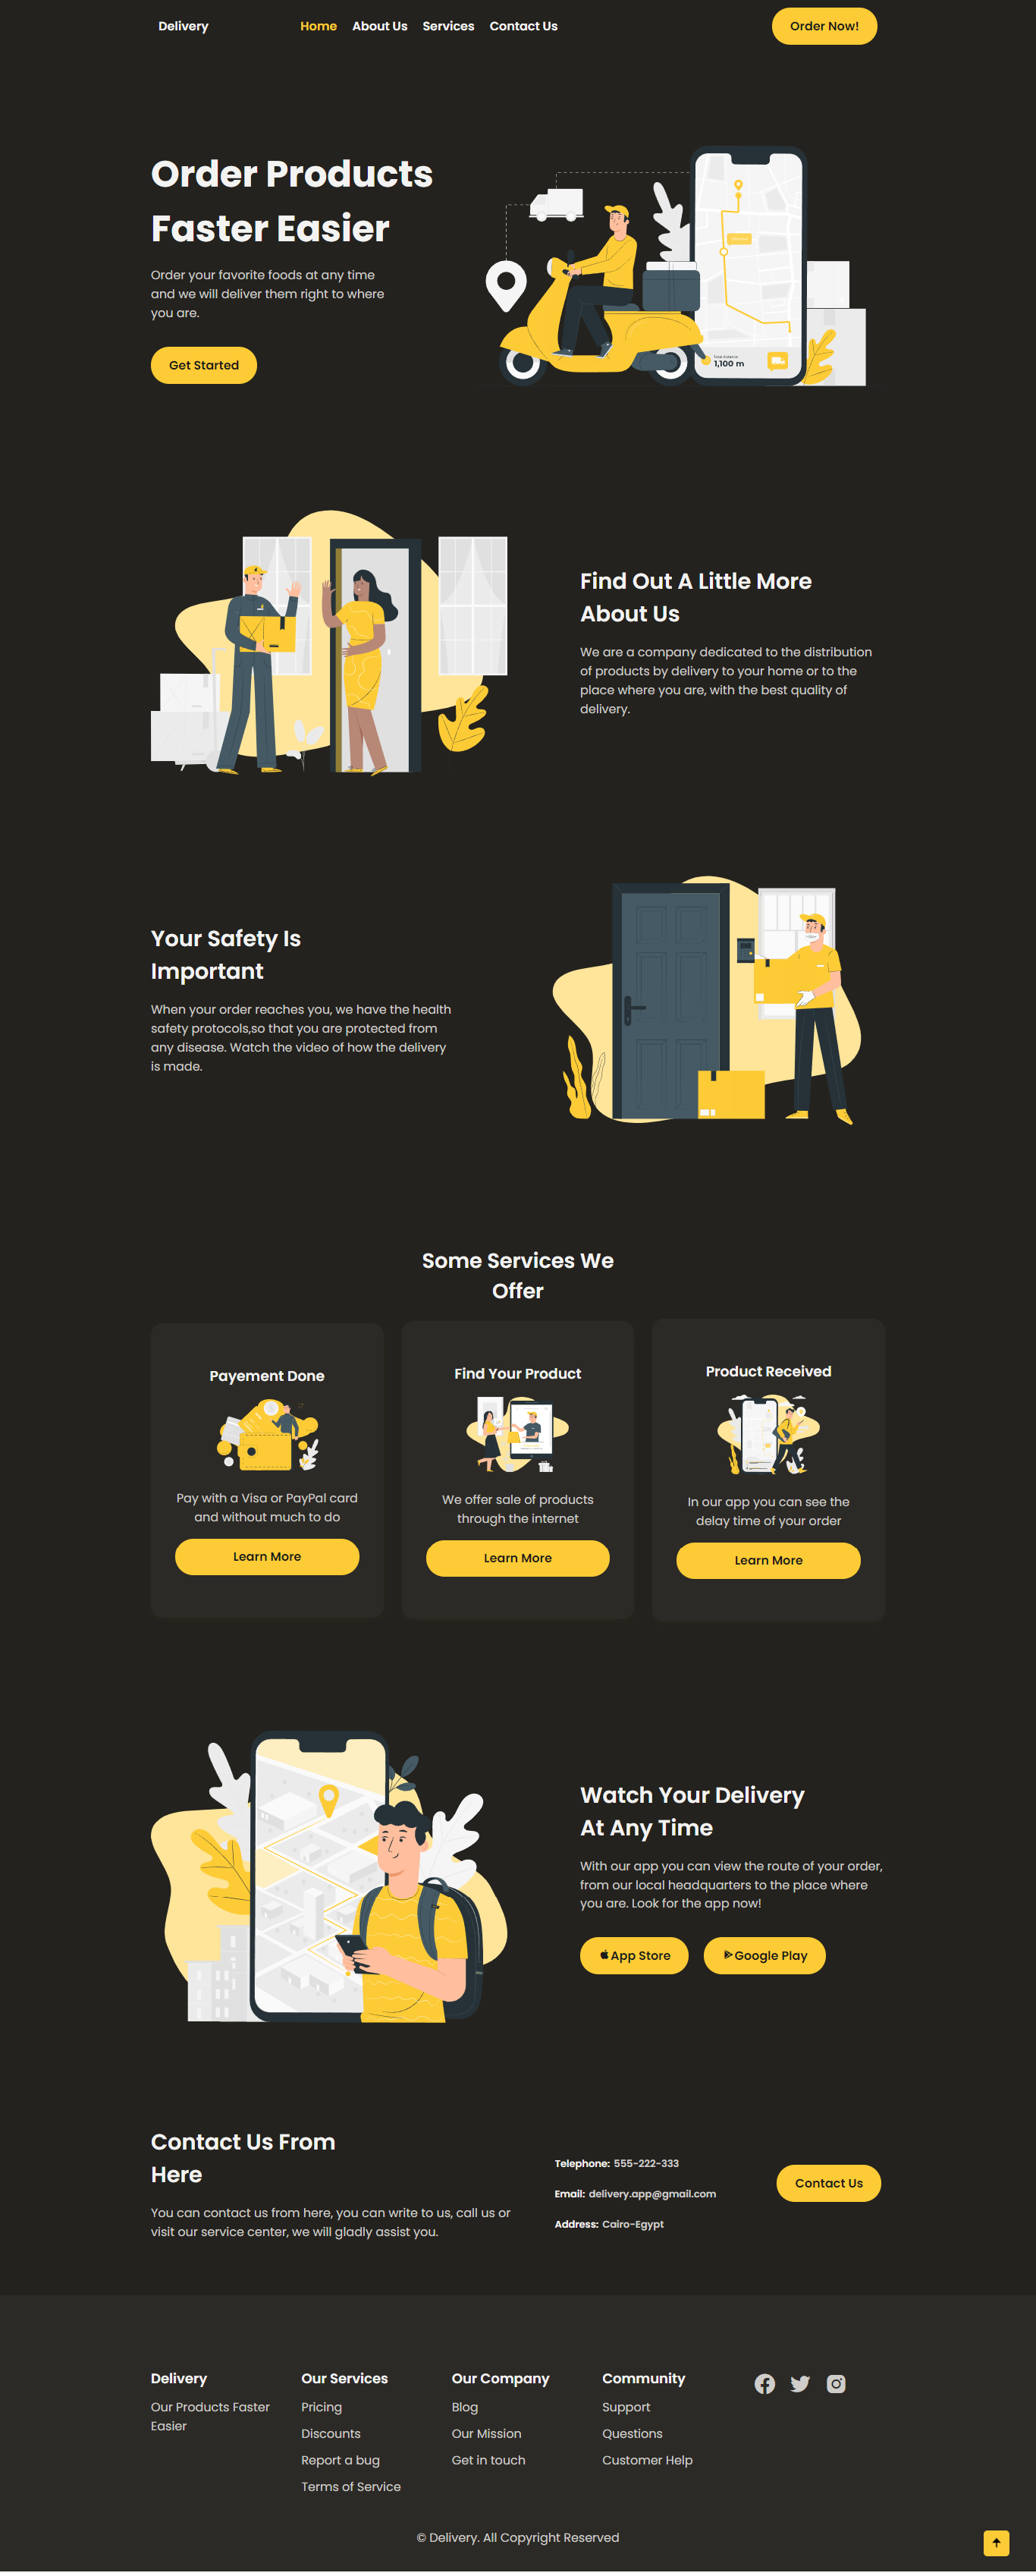 Delivery
Home About Us Services Contact Us
Order Now!
Order Products
Faster Easier
Order your favorite foods at any time
and we will deliver them right to where
you are.
Get Started
Total distance
1,100 m
Find Out A Little More
About Us
We are a company dedicated to the distribution
of products by delivery to your home or to the
place where you are, with the best quality of
delivery.
Your Safety Is
Important
When your order reaches you, we have the health
safety protocols,so that you are protected from
any disease. Watch the video of how the delivery
is made.
Some Services We
Offer
Payement Done
Pay with a Visa or PayPal card
and without much to do
Learn More
Find Your Product
We offer sale of products
through the internet
Learn More
Product Received
In our app you can see the
delay time of your order
Learn More
Watch Your Delivery
At Any Time
With our app you can view the route of your order,
from our local headquarters to the place where
you are. Look for the app now!
App Store
Google Play
Contact Us From
Here
You can contact us from here, you can write to us, call us or
visit our service center, we will gladly assist you.
Telephone: 555-222-333
Email: delivery.app@gmail.com
Address: Cairo-Egypt
Contact Us
Delivery
Our Products Faster
Easier
Our Services
Pricing
Discounts
Report a bug
Terms of Service
Our Company
Blog
Our Mission
Get in touch
Community
Support
Questions
Customer Help
© Delivery. All Copyright Reserved